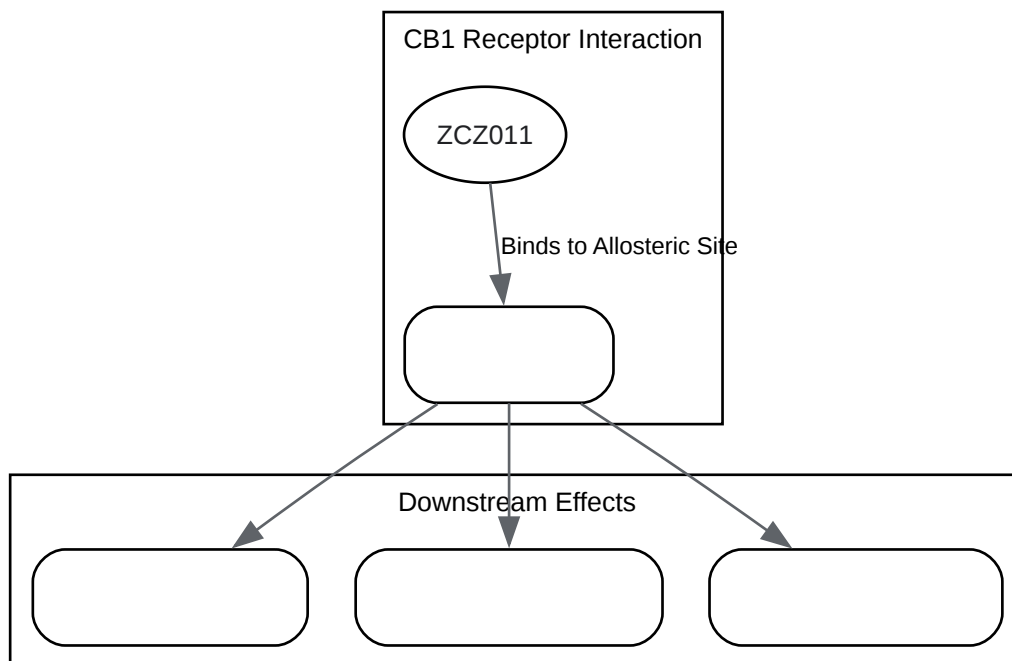 CB1 Receptor Interaction
ZCZ011
Binds to Allosteric Site
Downstream Effects